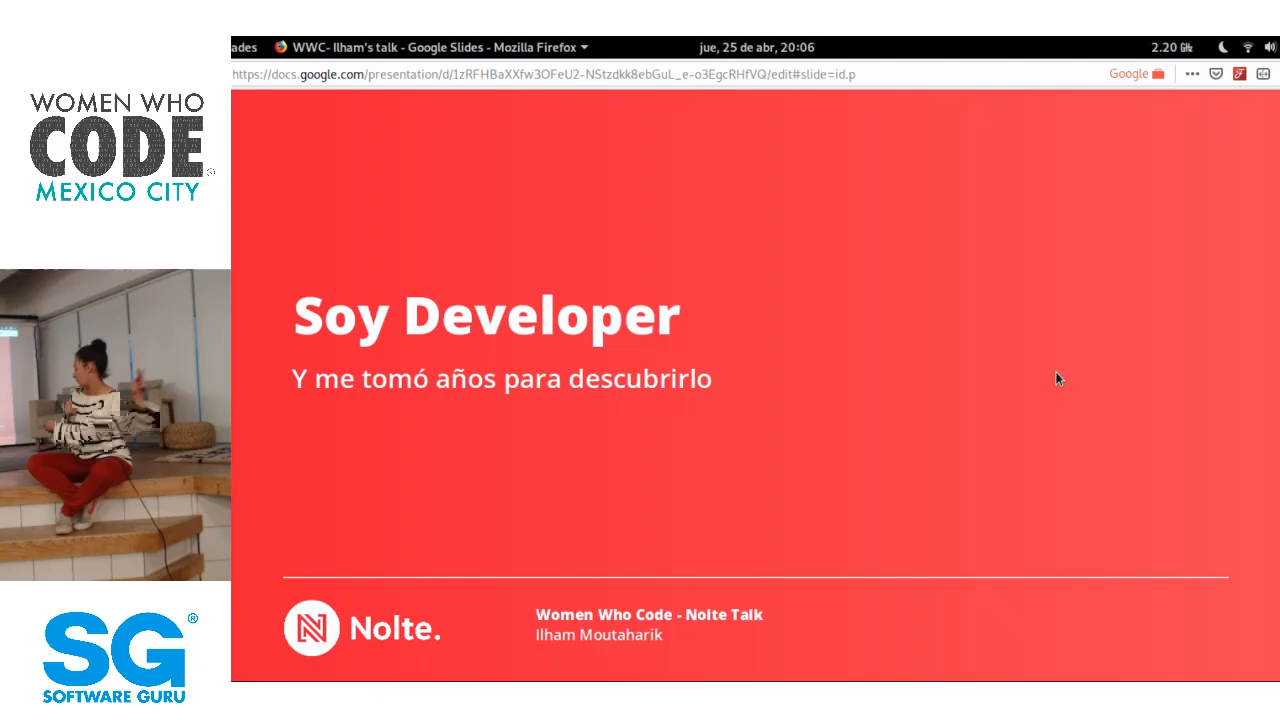 WOMEN WHO
CODE
MEXICO CITY
ades
WWC- Ilham's talk - Google Slides - Mozilla Firefox
jue, 25 de abr, 20:06
2.20 GHz
https://docs.google.com/presentation/d/1zRFHBaXXfw3OFeU2-NStzdkk8ebGuL_e-o3EgcRHfVQ/edit#slide=id.p
Google
Soy Developer
Y me tomó años para descubrirlo
Nolte.
Women Who Code - Nolte Talk
Ilham Moutaharik
SG®
SOFTWARE GURU